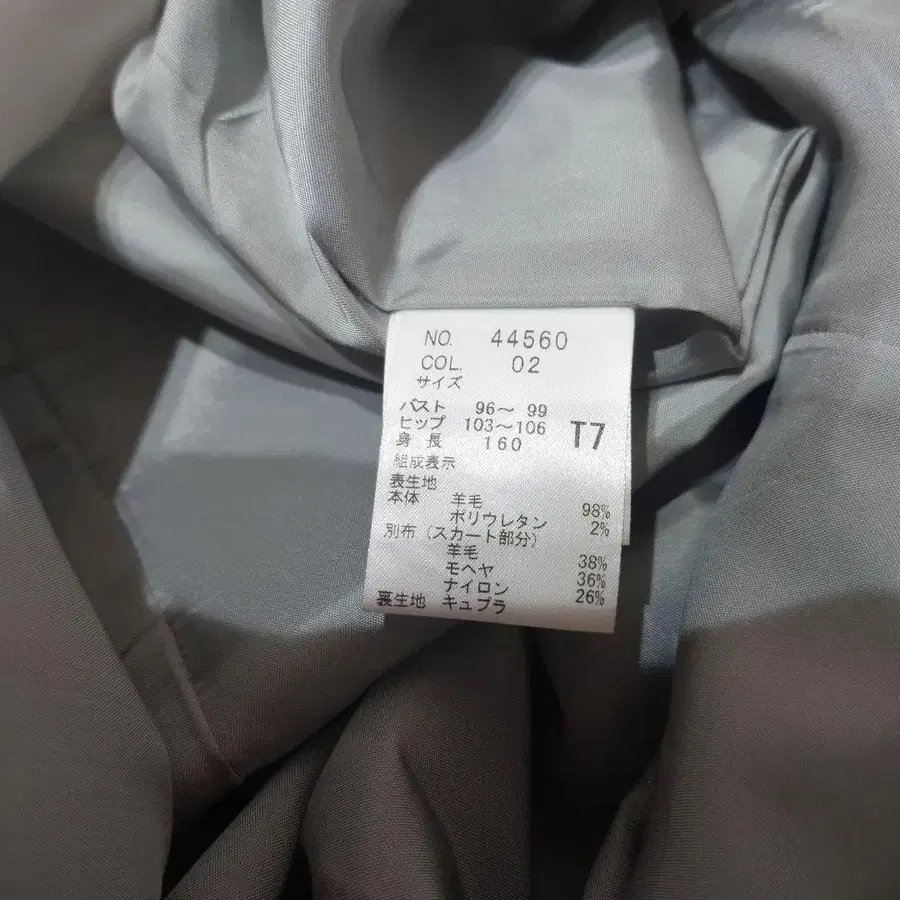 NO. 44560
COL. 02
サイズ
バスト 96～ 99
ヒップ 103～106 T7
身長 160
組成表示
表生地
本体 羊毛 98%
ポリウレタン 2%
別布(スカート部分)
羊毛 38%
モヘヤ 36%
ナイロン 26%
裏生地 キュプラ